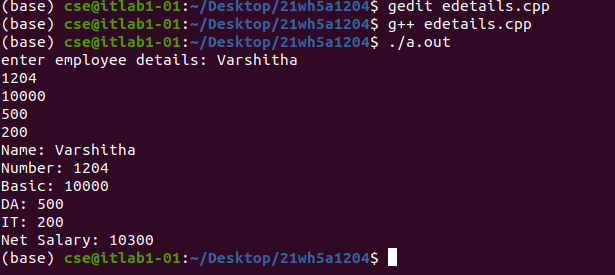 (base) cse@itlab1-01:~/Desktop/21wh5a1204$ gedit edetails.cpp
(base) cse@itlab1-01:~/Desktop/21wh5a1204$ g++ edetails.cpp
(base) cse@itlab1-01:~/Desktop/21wh5a1204$ ./a.out
enter employee details: Varshitha
1204
10000
500
200
Name: Varshitha
Number: 1204
Basic: 10000
DA: 500
IT: 200
Net Salary: 10300
(base) cse@itlab1-01:~/Desktop/21wh5a1204$